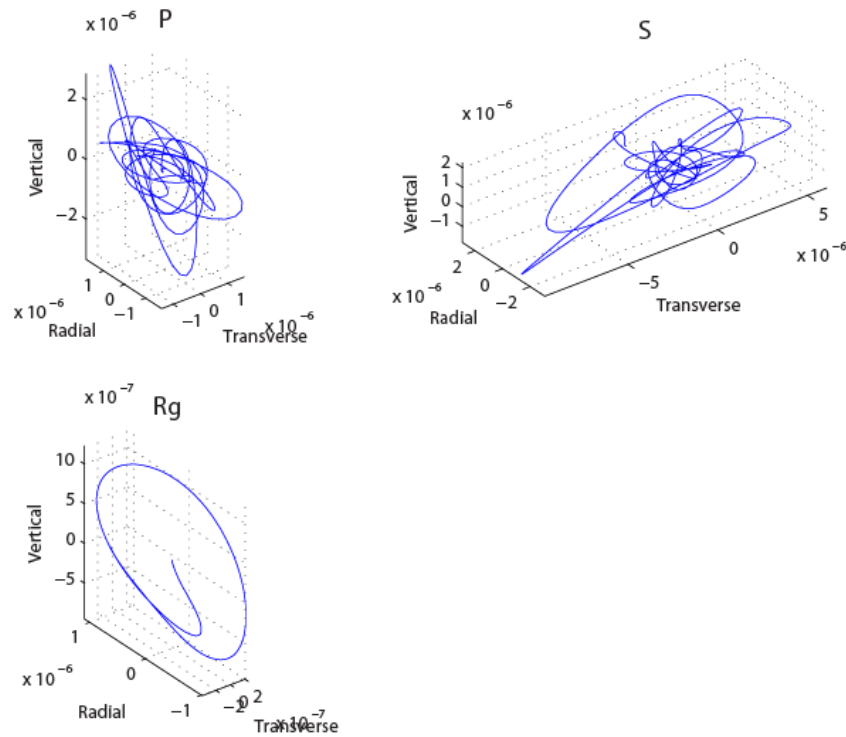 x 10⁻⁶
P
2
0
−2
Vertical
1
0
−1
x 10⁻⁶
Radial
−1
0
1
x 10⁻⁶
Transverse
S
x 10⁻⁶
2
1
0
−1
Vertical
2
0
−2
x 10⁻⁶
Radial
−5
0
5
x 10⁻⁶
Transverse
x 10⁻⁷
Rg
10
5
0
−5
Vertical
1
0
−1
x 10⁻⁶
Radial
−2
0
2
x 10⁻⁷
Transverse